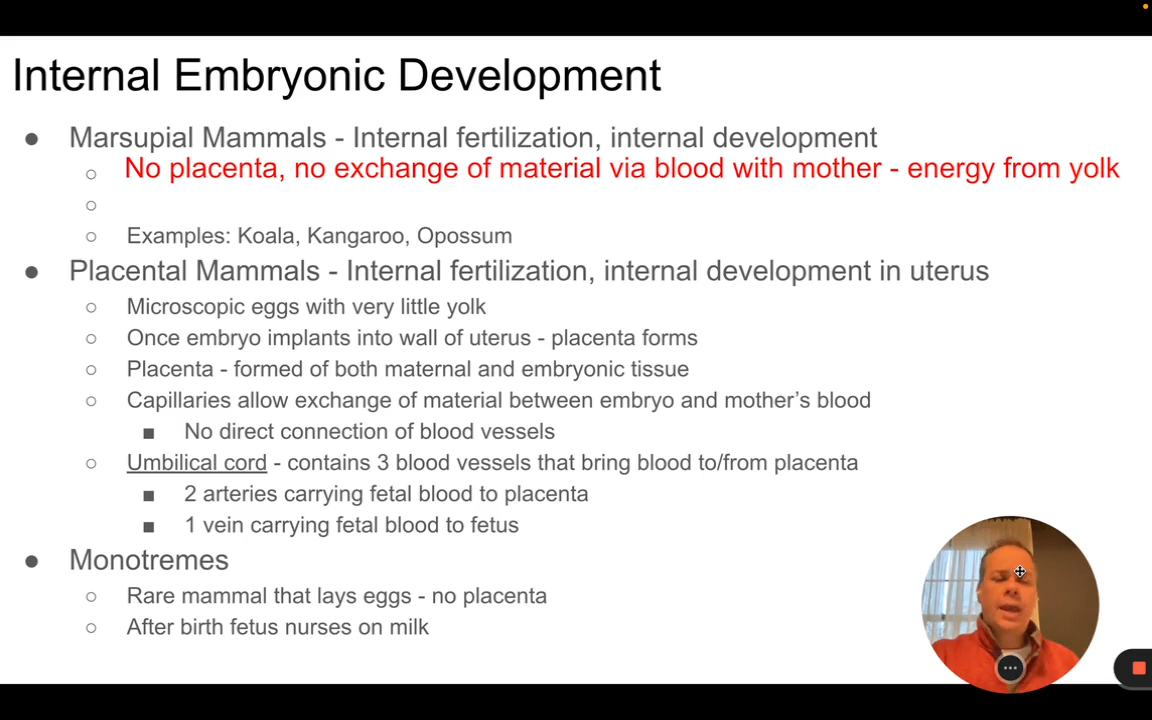 Internal Embryonic Development
● Marsupial Mammals - Internal fertilization, internal development
○ No placenta, no exchange of material via blood with mother - energy from yolk
○
○ Examples: Koala, Kangaroo, Opossum
● Placental Mammals - Internal fertilization, internal development in uterus
○ Microscopic eggs with very little yolk
○ Once embryo implants into wall of uterus - placenta forms
○ Placenta - formed of both maternal and embryonic tissue
○ Capillaries allow exchange of material between embryo and mother’s blood
■ No direct connection of blood vessels
○ Umbilical cord - contains 3 blood vessels that bring blood to/from placenta
■ 2 arteries carrying fetal blood to placenta
■ 1 vein carrying fetal blood to fetus
● Monotremes
○ Rare mammal that lays eggs - no placenta
○ After birth fetus nurses on milk